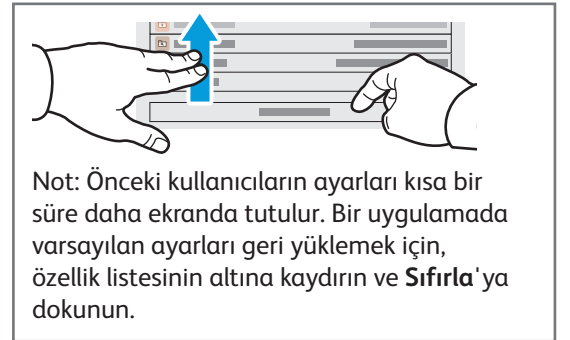 Not: Önceki kullanıcıların ayarları kısa bir
süre daha ekranda tutulur. Bir uygulamada
varsayılan ayarları geri yüklemek için,
özellik listesinin altına kaydırın ve Sıfırla'ya
dokunun.